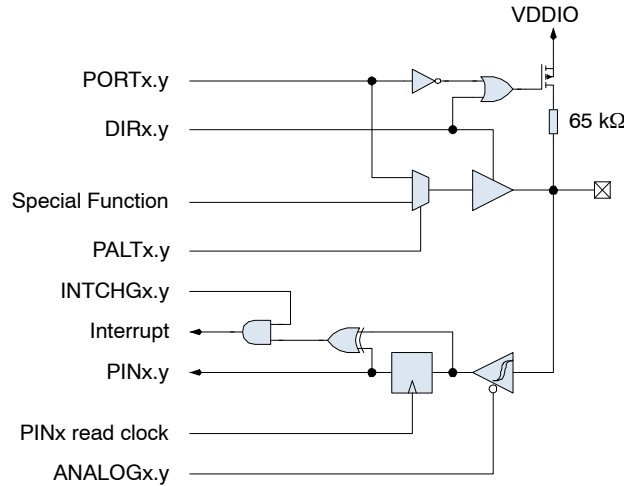 VDDIO
PORTx.y
65 kΩ
DIRx.y
Special Function
PALTx.y
INTCHGx.y
Interrupt
PINx.y
PINx read clock
ANALOGx.y